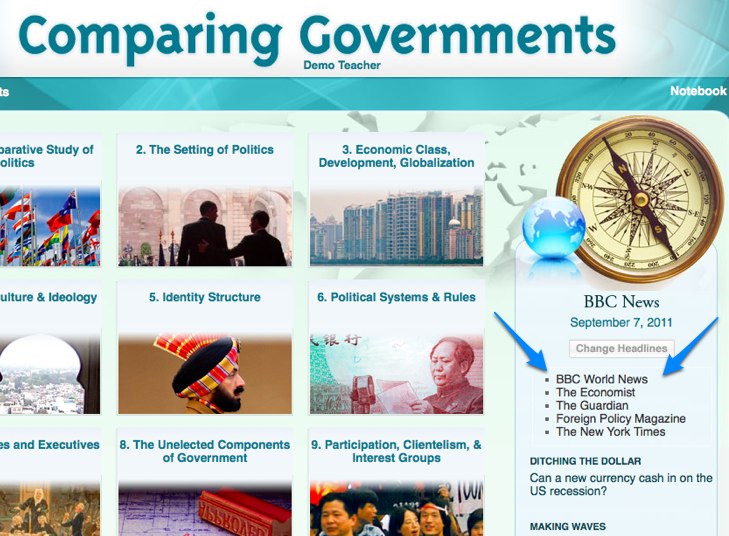 Comparing Governments
Demo Teacher
ts
Notebook
parative Study of
olitics
2. The Setting of Politics
3. Economic Class,
Development, Globalization
ulture & Ideology
5. Identity Structure
6. Political Systems & Rules
es and Executives
8. The Unelected Components
of Government
9. Participation, Clientelism, &
Interest Groups
BBC News
September 7, 2011
Change Headlines
BBC World News
The Economist
The Guardian
Foreign Policy Magazine
The New York Times
DITCHING THE DOLLAR
Can a new currency cash in on the
US recession?
MAKING WAVES